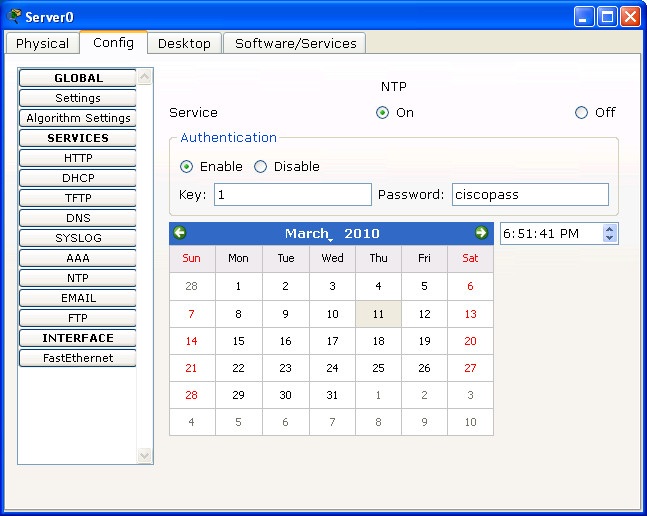 Server0
Physical Config Desktop Software/Services
GLOBAL
Settings
Algorithm Settings
SERVICES
HTTP
DHCP
TFTP
DNS
SYSLOG
AAA
NTP
EMAIL
FTP
INTERFACE
FastEthernet
NTP
Service On Off
Authentication
Enable Disable
Key: 1 Password: ciscopass
March, 2010 6:51:41 PM
Sun Mon Tue Wed Thu Fri Sat
28 1 2 3 4 5 6
7 8 9 10 11 12 13
14 15 16 17 18 19 20
21 22 23 24 25 26 27
28 29 30 31 1 2 3
4 5 6 7 8 9 10